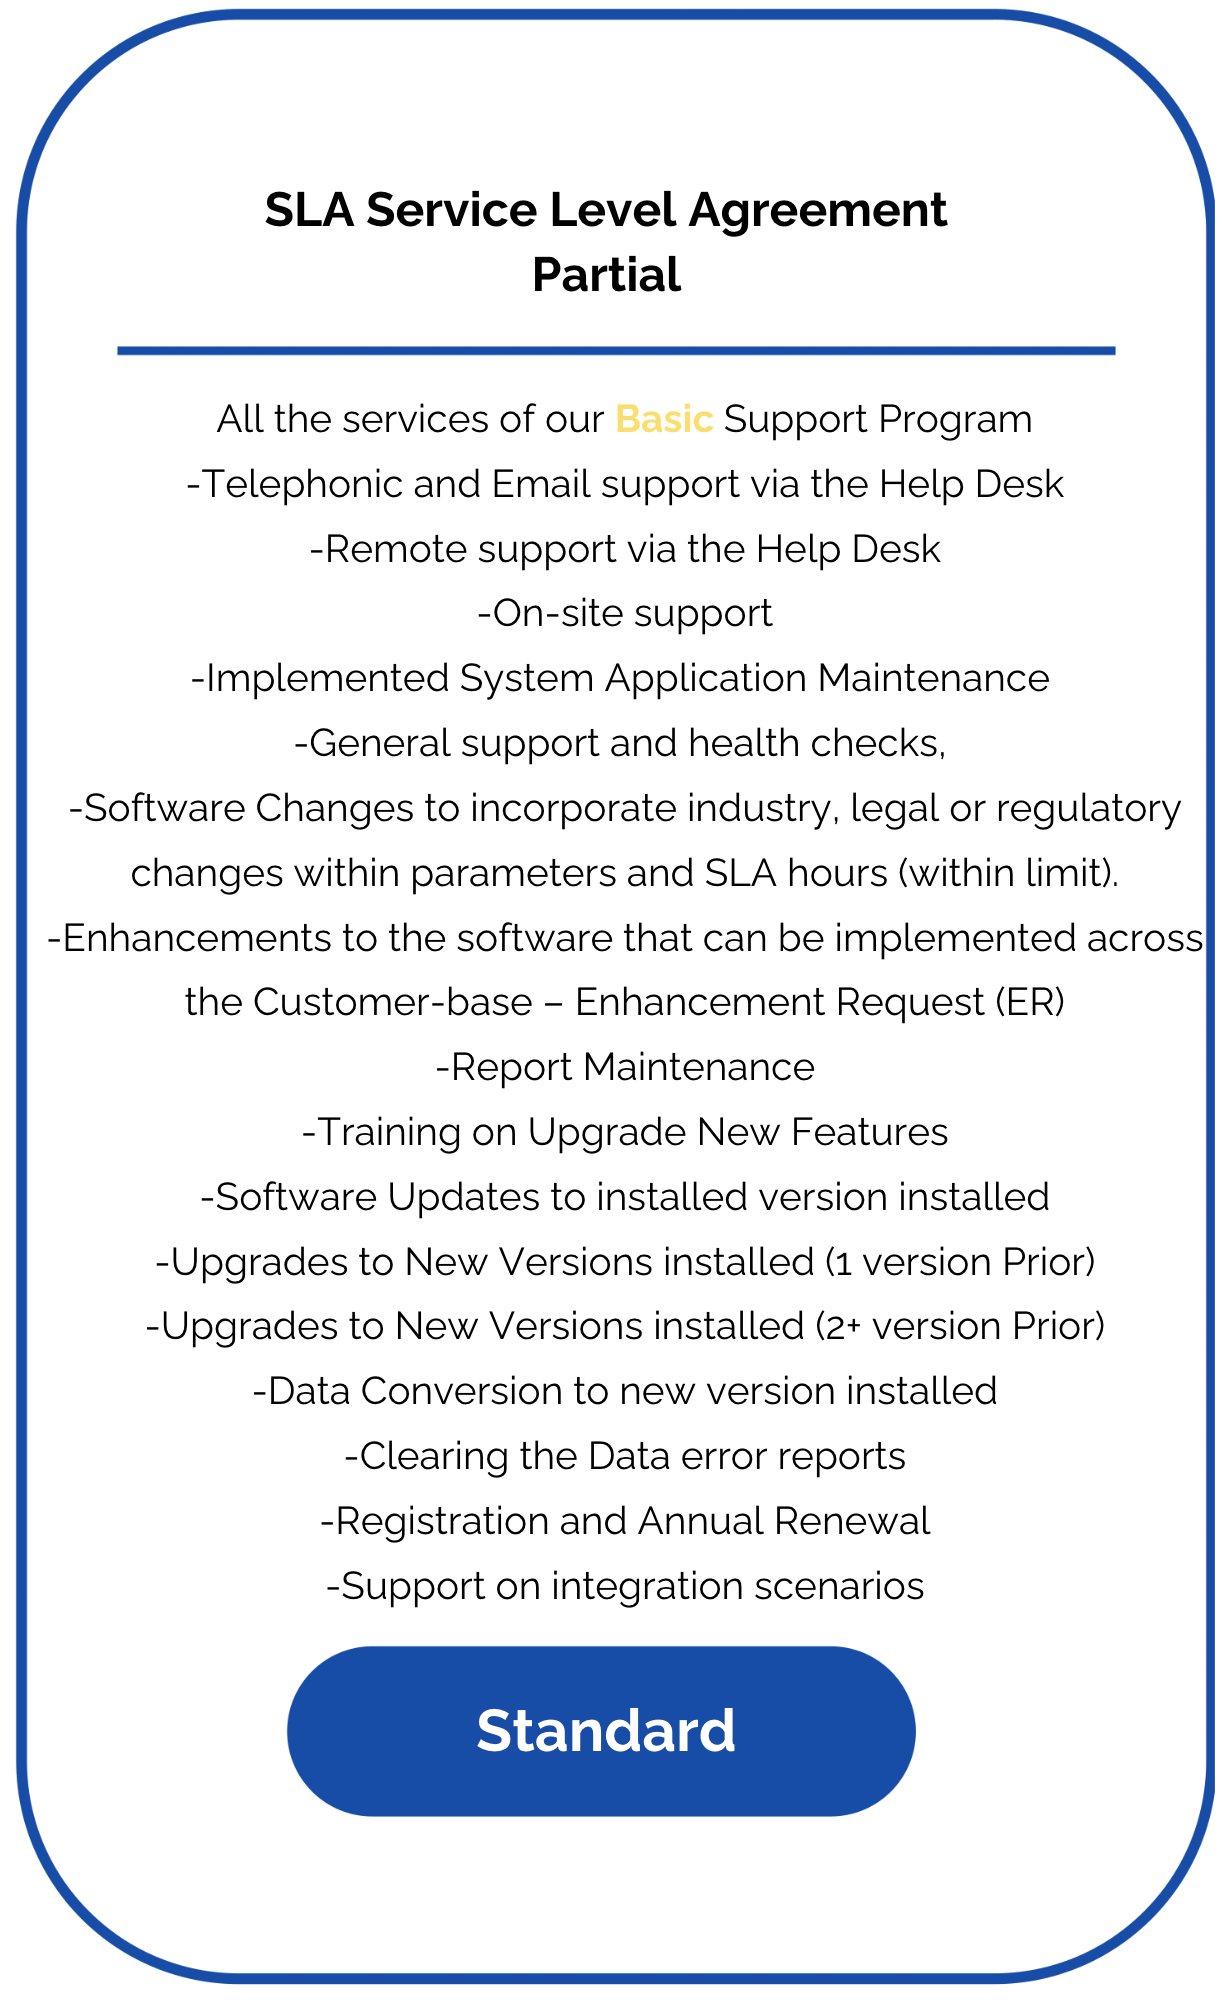 SLA Service Level Agreement
Partial
All the services of our Basic Support Program
-Telephonic and Email support via the Help Desk
-Remote support via the Help Desk
-On-site support
-Implemented System Application Maintenance
-General support and health checks,
-Software Changes to incorporate industry, legal or regulatory
changes within parameters and SLA hours (within limit).
-Enhancements to the software that can be implemented across
the Customer-base – Enhancement Request (ER)
-Report Maintenance
-Training on Upgrade New Features
-Software Updates to installed version installed
-Upgrades to New Versions installed (1 version Prior)
-Upgrades to New Versions installed (2+ version Prior)
-Data Conversion to new version installed
-Clearing the Data error reports
-Registration and Annual Renewal
-Support on integration scenarios
Standard